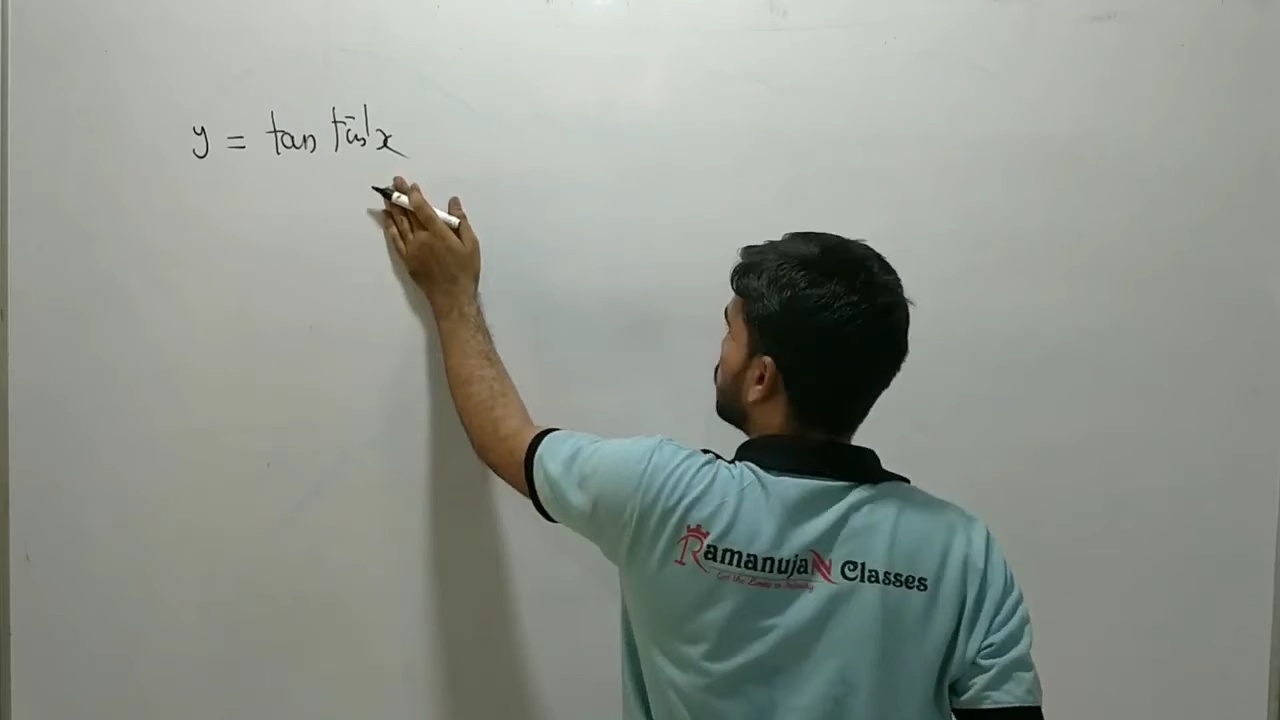 y = tan tan⁻¹x
RamanujaN Classes